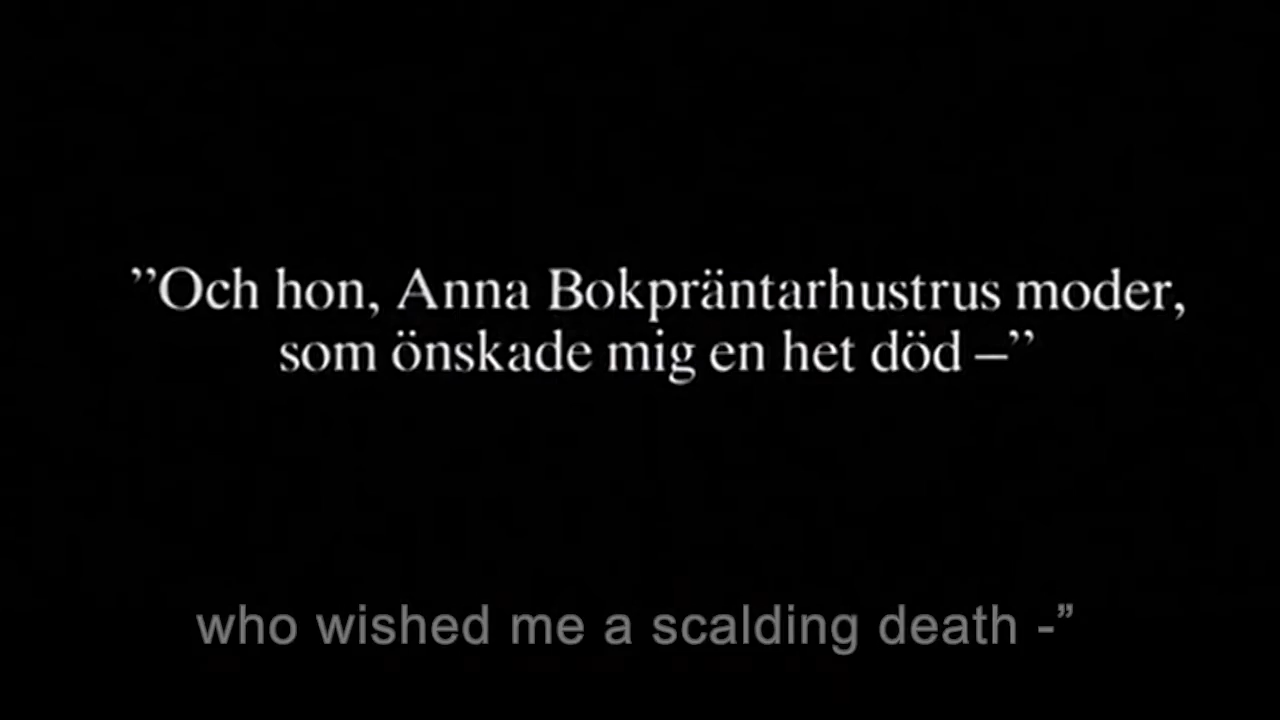 ”Och hon, Anna Bokpräntarhustrus moder,
som önskade mig en het död –”
who wished me a scalding death -”